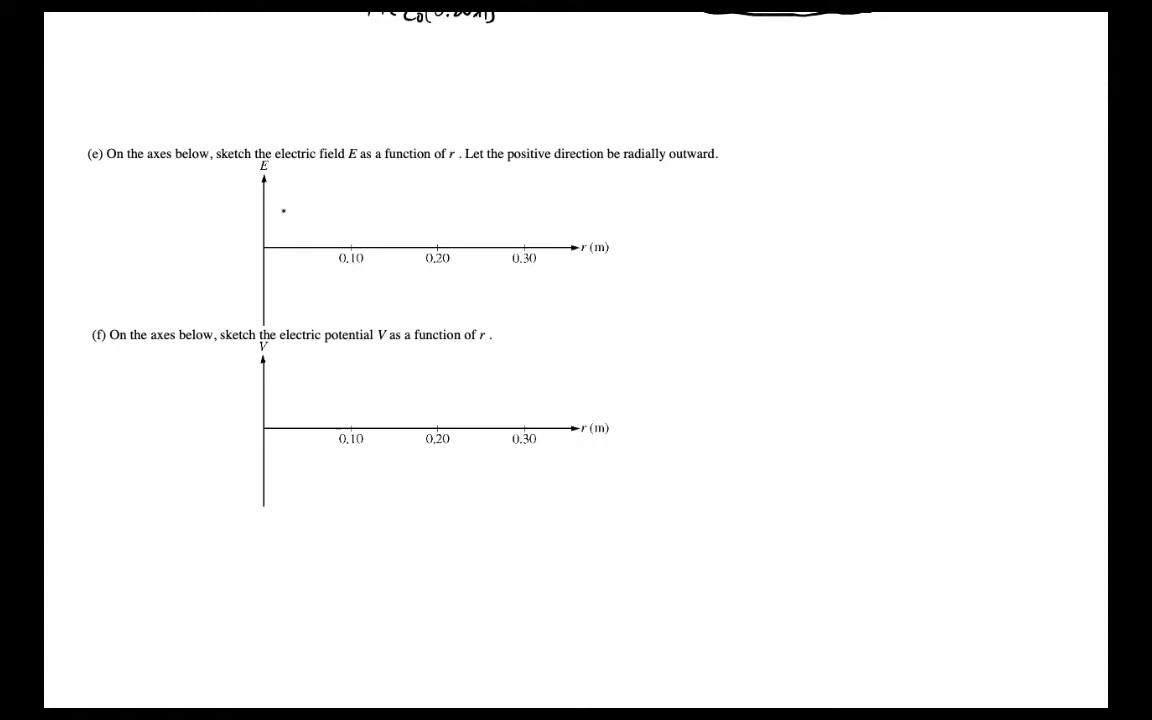 (e) On the axes below, sketch the electric field E as a function of r . Let the positive direction be radially outward.
E
r (m)
0.10 0.20 0.30
(f) On the axes below, sketch the electric potential V as a function of r .
V
r (m)
0.10 0.20 0.30